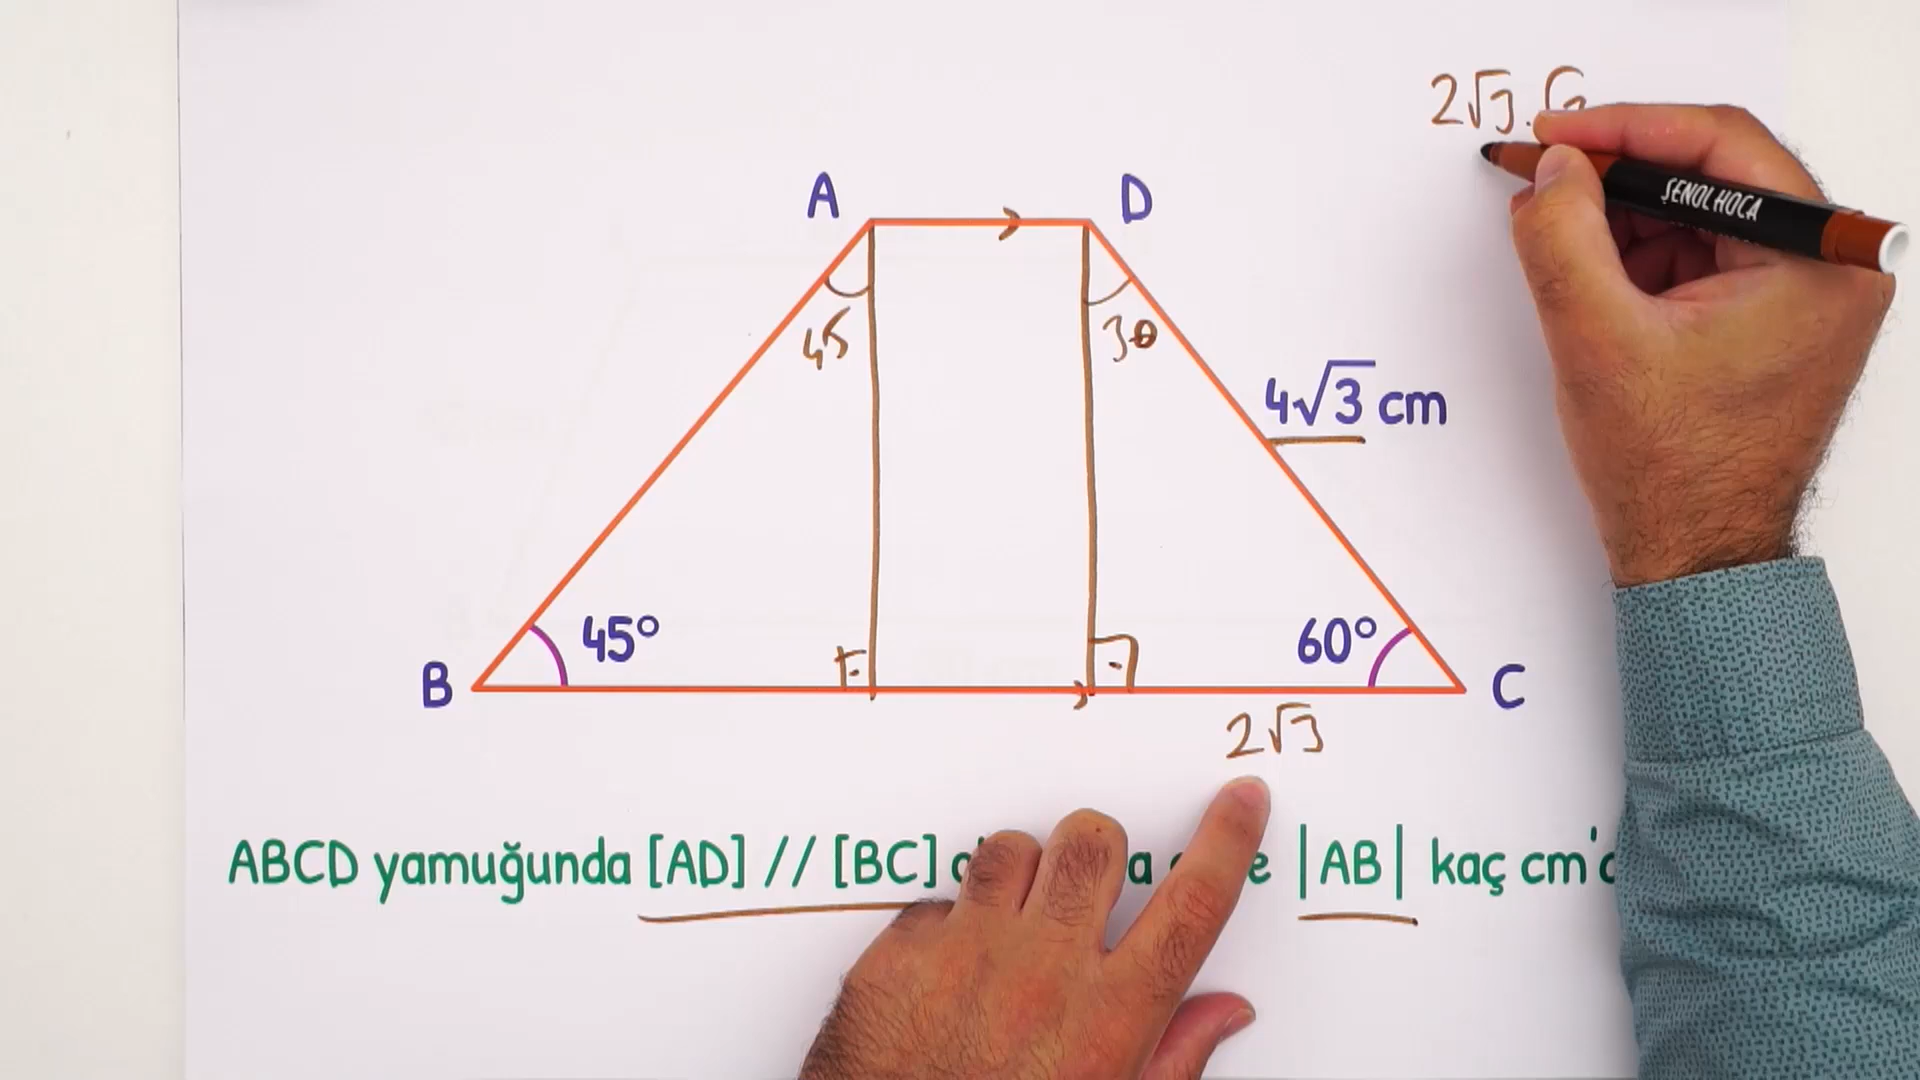 2√3.
ŞENOL HOCA
A
D
45
30
4√3 cm
45°
60°
B
C
2√3
ABCD yamuğunda [AD] // [BC] |AB| kaç cm'